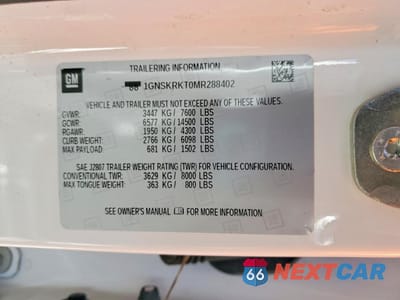 TRAILERING INFORMATION
GM
1GNSKRKT0MR288402
VEHICLE AND TRAILER MUST NOT EXCEED ANY OF THESE VALUES.
GVWR: 3447 KG / 7600 LBS
GCWR: 6577 KG / 14500 LBS
RGAWR: 1950 KG / 4300 LBS
CURB WEIGHT: 2766 KG / 6098 LBS
MAX PAYLOAD: 681 KG / 1502 LBS
SAE J2807 TRAILER WEIGHT RATING (TWR) FOR VEHICLE CONFIGURATION.
CONVENTIONAL TWR: 3629 KG / 8000 LBS
MAX TONGUE WEIGHT: 363 KG / 800 LBS
SEE OWNER'S MANUAL FOR MORE INFORMATION
66 NEXTCAR